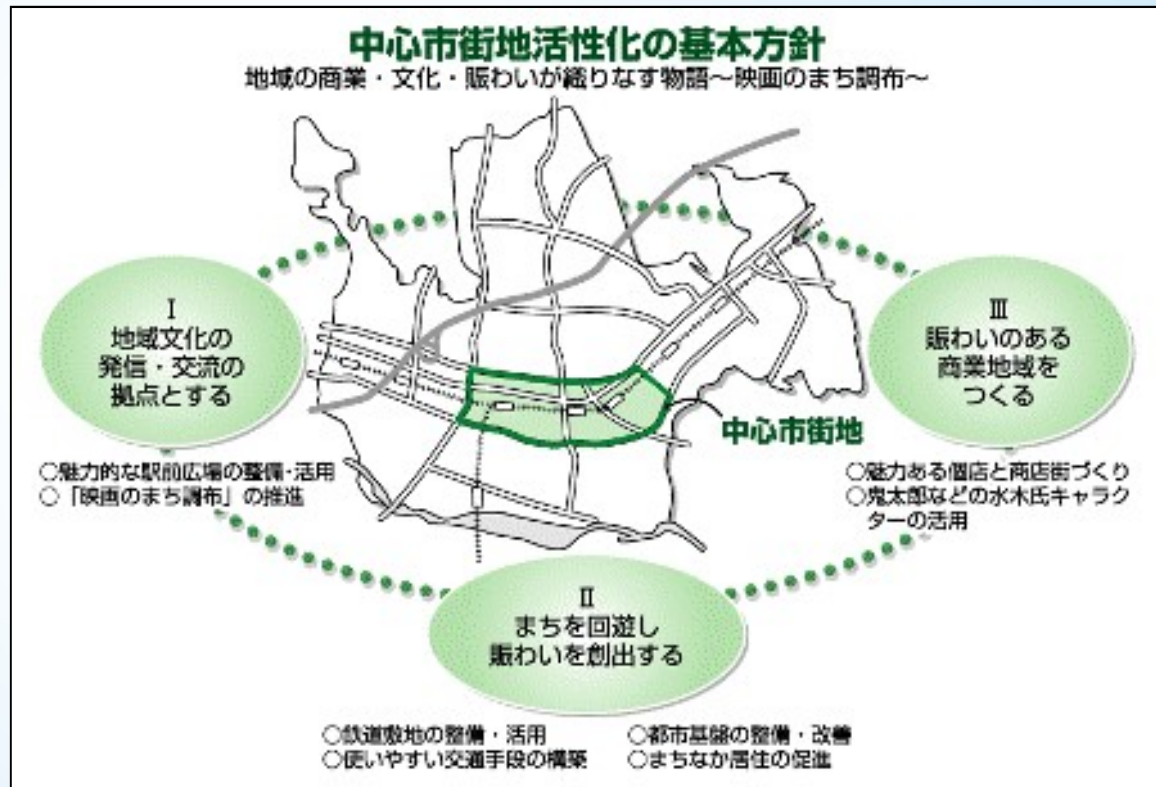 中心市街地活性化の基本方針
地域の商業・文化・賑わいが織りなす物語～映画のまち調布～
Ⅰ
地域文化の
発信・交流の
拠点とする
○魅力的な駅前広場の整備・活用
○「映画のまち調布」の推進
Ⅲ
賑わいのある
商業地域を
つくる
○魅力ある個店と商店街づくり
○鬼太郎などの水木氏キャラク
ターの活用
中心市街地
Ⅱ
まちを回遊し
賑わいを創出する
○鉄道敷地の整備・活用
○使いやすい交通手段の構築
○都市基盤の整備・改善
○まちなか居住の促進